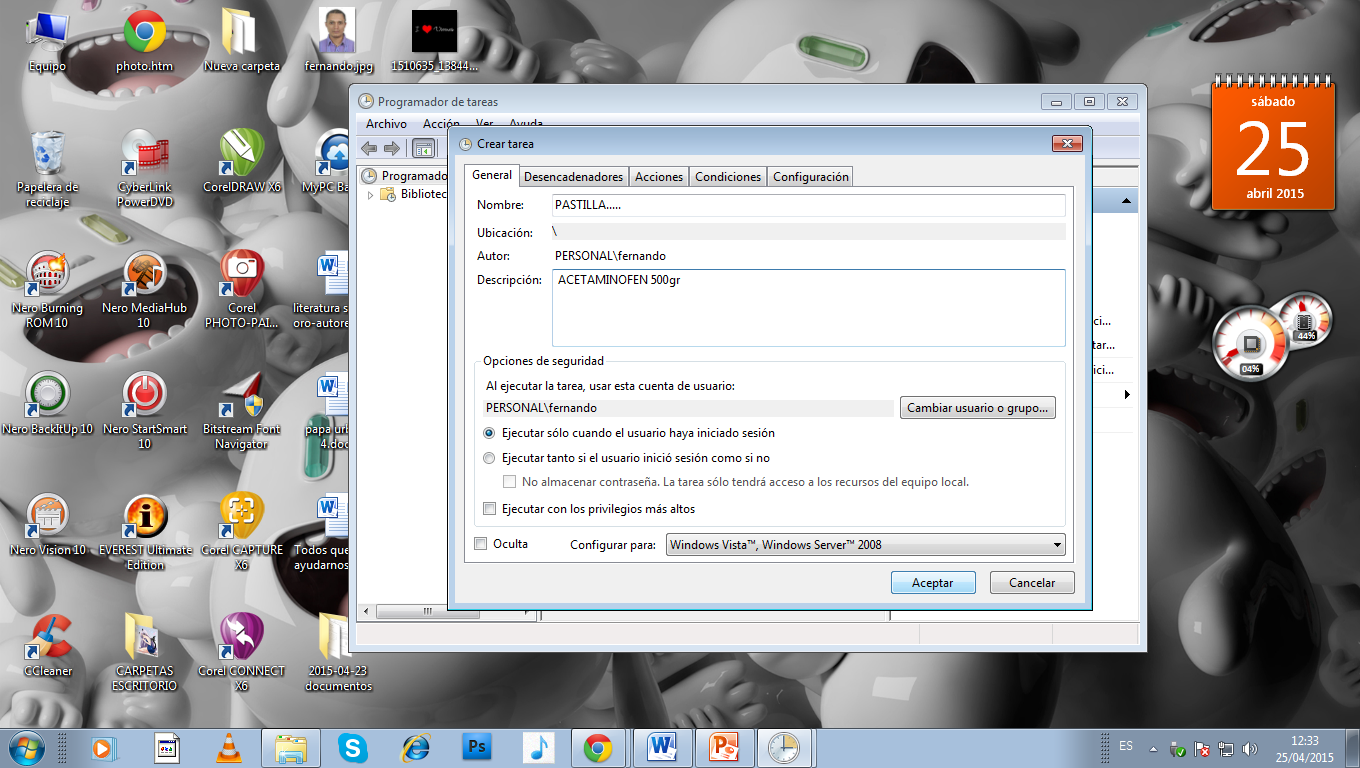 Equipo
photo.htm
Nueva carpeta
fernando.jpg
1510635_13844...
Papelera de
reciclaje
CyberLink
PowerDVD
CorelDRAW X6
MyPC Ba
Nero Burning
ROM 10
Nero MediaHub
10
Corel
PHOTO-PAI...
literatura s
oro-autore
Nero BackItUp 10
Nero StartSmart
10
Bitstream Font
Navigator
papa urb
4.doc
Nero Vision 10
EVEREST Ultimate
Edition
Corel CAPTURE
X6
Todos que
ayudarnos
CCleaner
CARPETAS
ESCRITORIO
Corel CONNECT
X6
2015-04-23
documentos
Programador de tareas
Archivo Acción Ver Ayuda
Programado
Bibliotec
Crear tarea
General Desencadenadores Acciones Condiciones Configuración
Nombre: PASTILLA.....
Ubicación: \
Autor: PERSONAL\fernando
Descripción: ACETAMINOFEN 500gr
Opciones de seguridad
Al ejecutar la tarea, usar esta cuenta de usuario:
PERSONAL\fernando
Cambiar usuario o grupo...
Ejecutar sólo cuando el usuario haya iniciado sesión
Ejecutar tanto si el usuario inició sesión como si no
No almacenar contraseña. La tarea sólo tendrá acceso a los recursos del equipo local.
Ejecutar con los privilegios más altos
Oculta Configurar para: Windows Vista™, Windows Server™ 2008
Aceptar Cancelar
ci...
tar...
ici...
sábado
25
abril 2015
44%
04%
Ps
ES
12:33
25/04/2015